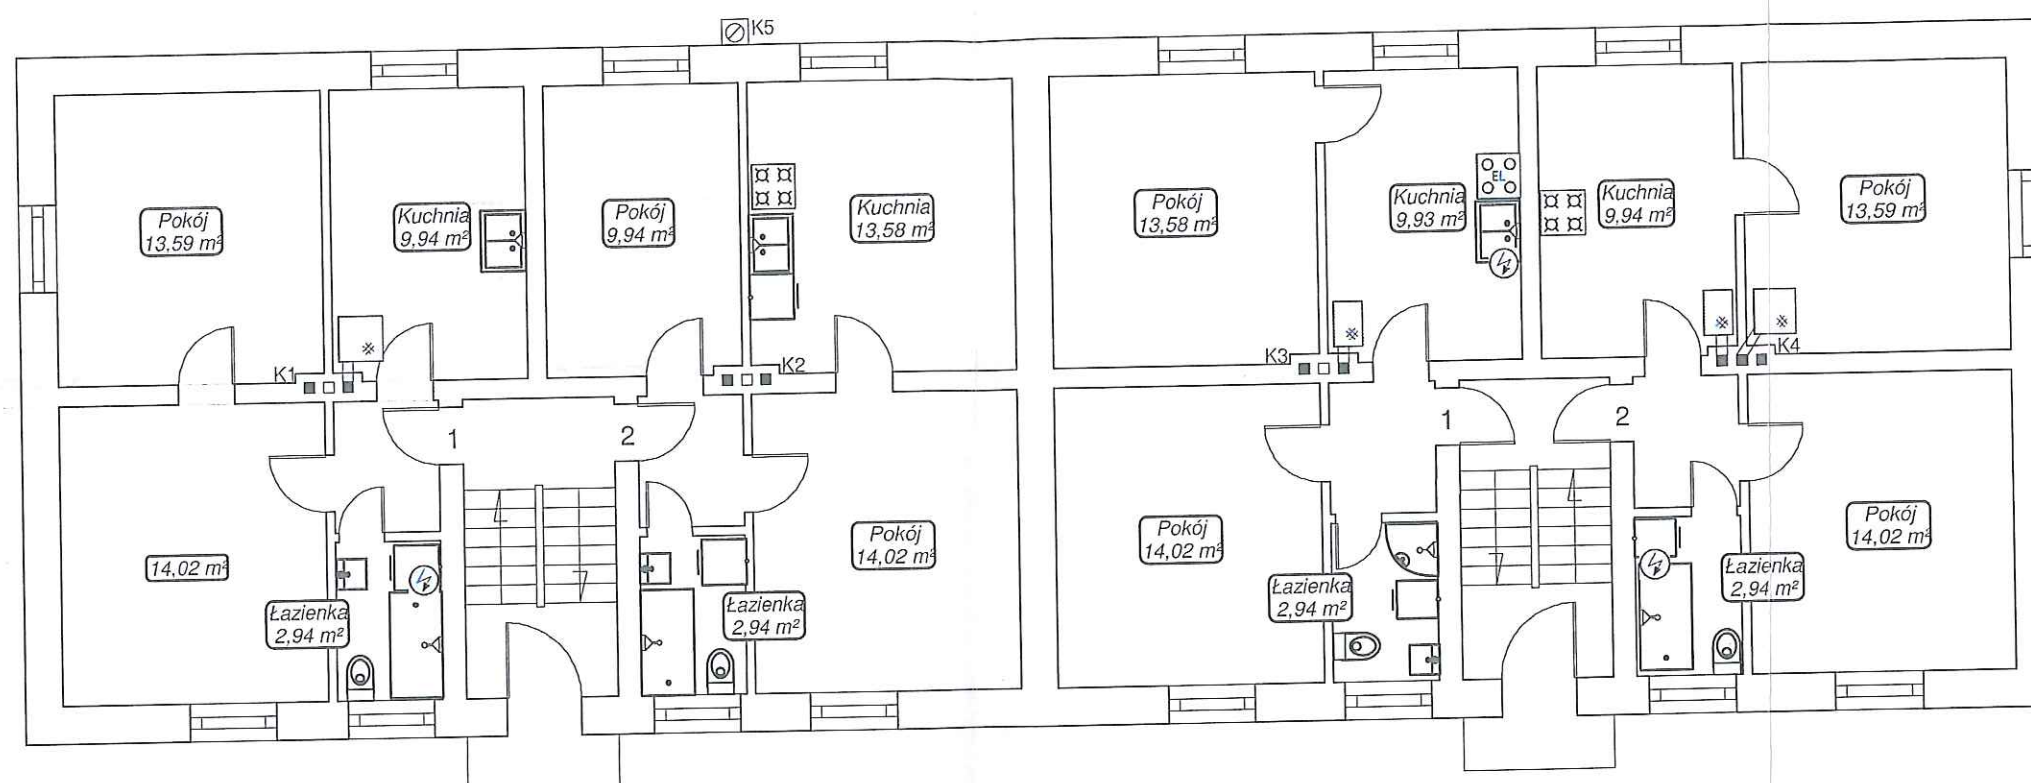 K5
Pokój
13,59 m²
Kuchnia
9,94 m²
Pokój
9,94 m²
Kuchnia
13,58 m²
Pokój
13,58 m²
Kuchnia
9,93 m²
EL
Kuchnia
9,94 m²
Pokój
13,59 m²
K1
K2
K3
K4
1
2
1
2
14,02 m²
Łazienka
2,94 m²
Łazienka
2,94 m²
Pokój
14,02 m²
Pokój
14,02 m²
Łazienka
2,94 m²
Łazienka
2,94 m²
Pokój
14,02 m²